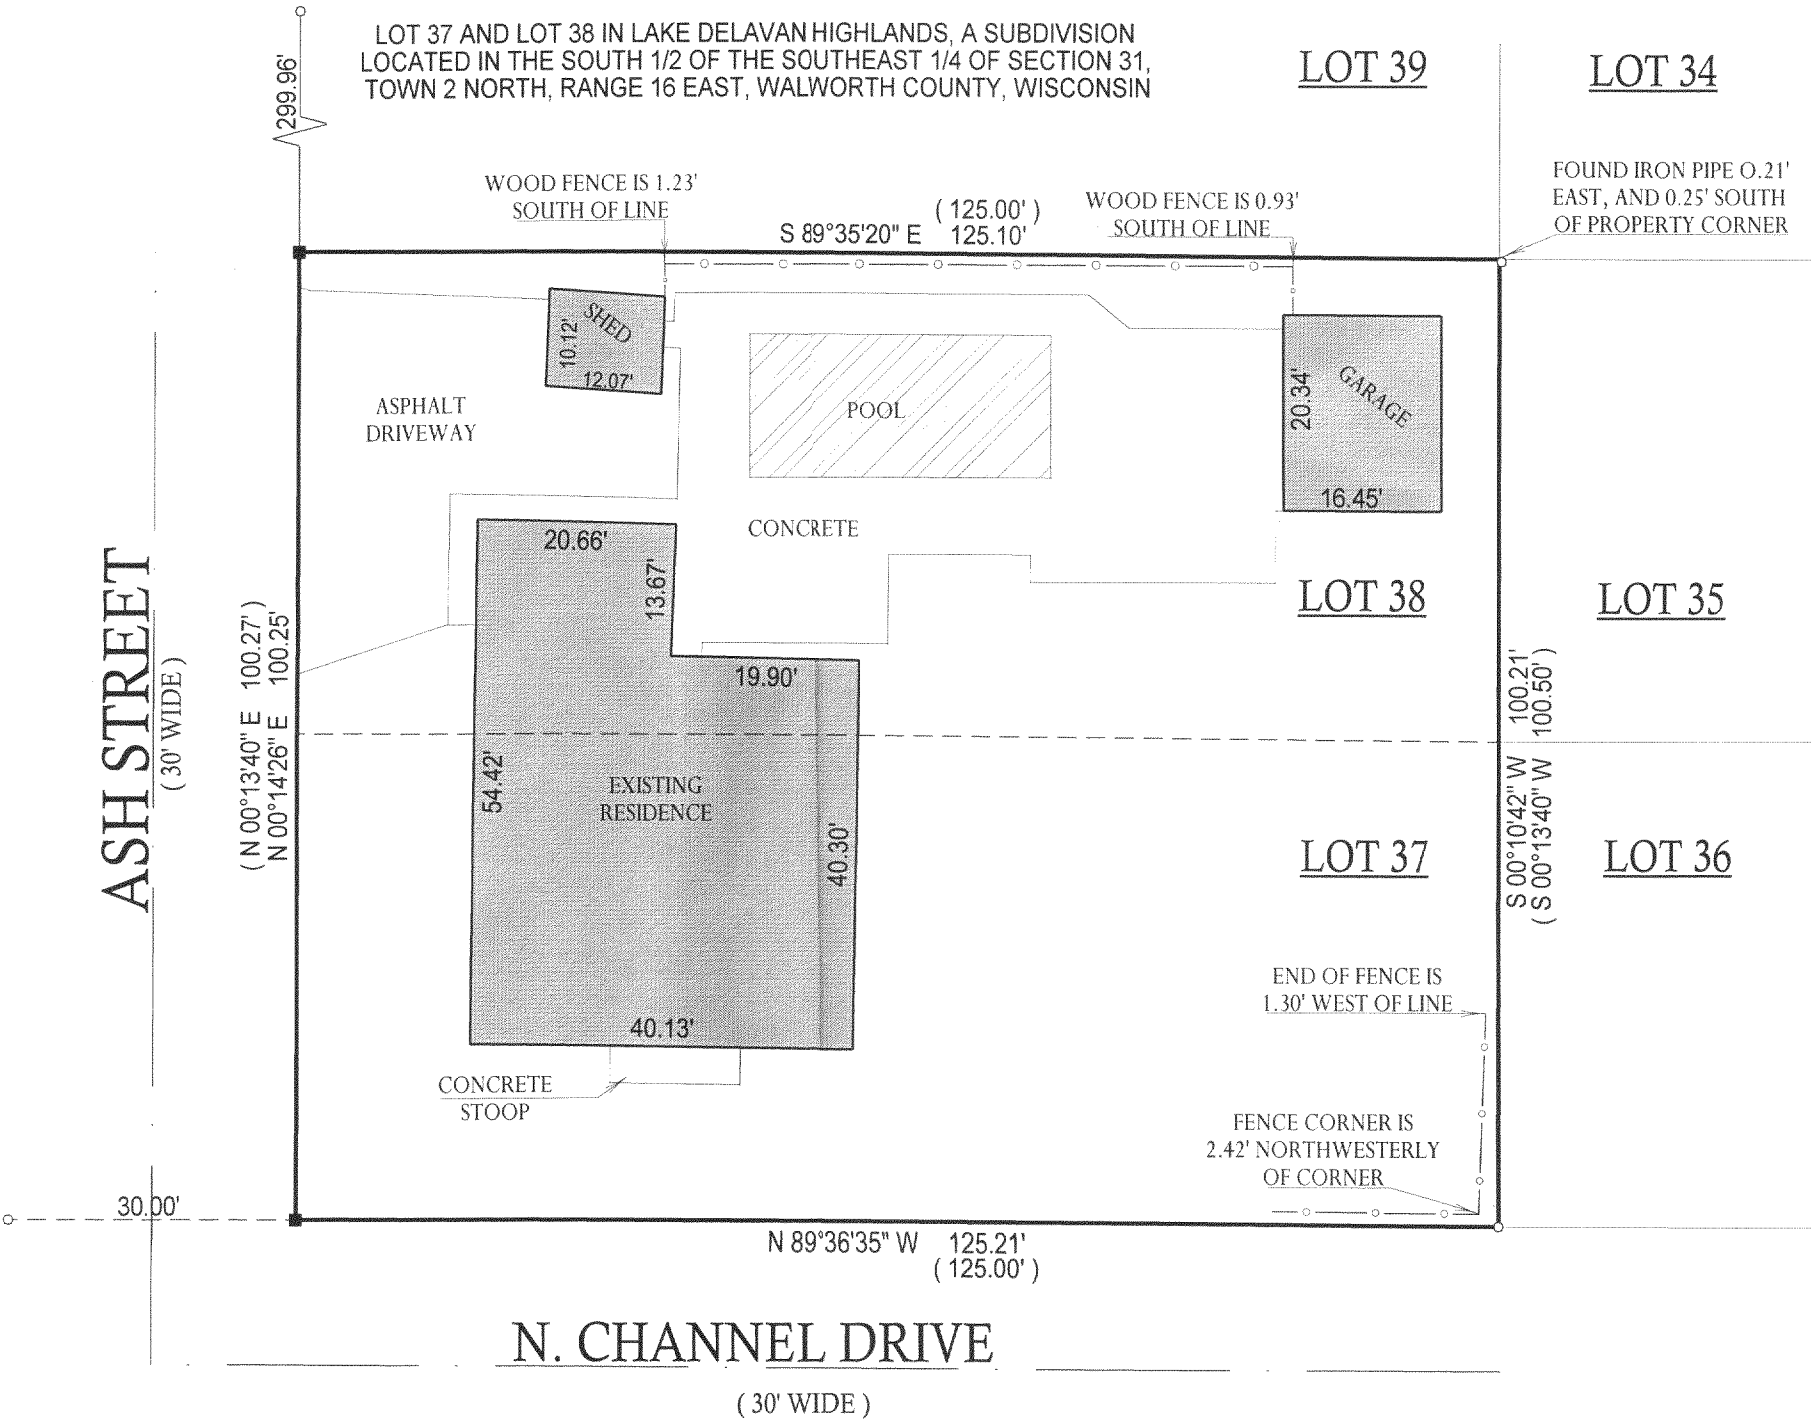 299.96'
LOT 37 AND LOT 38 IN LAKE DELAVAN HIGHLANDS, A SUBDIVISION
LOCATED IN THE SOUTH 1/2 OF THE SOUTHEAST 1/4 OF SECTION 31,
TOWN 2 NORTH, RANGE 16 EAST, WALWORTH COUNTY, WISCONSIN
LOT 39
LOT 34
WOOD FENCE IS 1.23'
SOUTH OF LINE
( 125.00' )
S 89°35'20" E 125.10'
WOOD FENCE IS 0.93'
SOUTH OF LINE
FOUND IRON PIPE O.21'
EAST, AND 0.25' SOUTH
OF PROPERTY CORNER
SHED
10.12'
12.07'
ASPHALT
DRIVEWAY
POOL
GARAGE
20.34'
16.45'
CONCRETE
20.66'
13.67'
19.90'
54.42'
EXISTING
RESIDENCE
40.30'
40.13'
CONCRETE
STOOP
LOT 38
LOT 35
LOT 37
LOT 36
ASH STREET
( 30' WIDE )
( N 00°13'40" E 100.27' )
N 00°14'26" E 100.25'
S 00°10'42" W 100.21'
( S 00°13'40" W 100.50' )
END OF FENCE IS
1.30' WEST OF LINE
FENCE CORNER IS
2.42' NORTHWESTERLY
OF CORNER
30.00'
N 89°36'35" W 125.21'
( 125.00' )
N. CHANNEL DRIVE
( 30' WIDE )